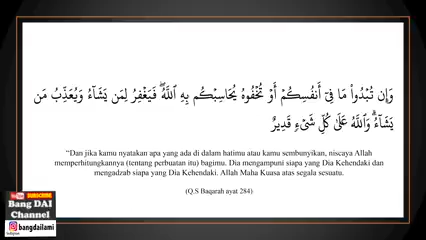 وَإِن تُبْدُوا۟ مَا فِىٓ أَنفُسِكُمْ أَوْ تُخْفُوهُ يُحَاسِبْكُم بِهِ ٱللَّهُ ۖ فَيَغْفِرُ لِمَن يَشَآءُ وَيُعَذِّبُ مَن
يَشَآءُ ۗ وَٱللَّهُ عَلَىٰ كُلِّ شَىْءٍ قَدِيرٌ
“Dan jika kamu nyatakan apa yang ada di dalam hatimu atau kamu sembunyikan, niscaya Allah
memperhitungkannya (tentang perbuatan itu) bagimu. Dia mengampuni siapa yang Dia Kehendaki dan
mengadzab siapa yang Dia Kehendaki. Allah Maha Kuasa atas segala sesuatu.
(Q.S Baqarah ayat 284)
SUBSCRIBE
Bang DAI
Channel
bangdailami